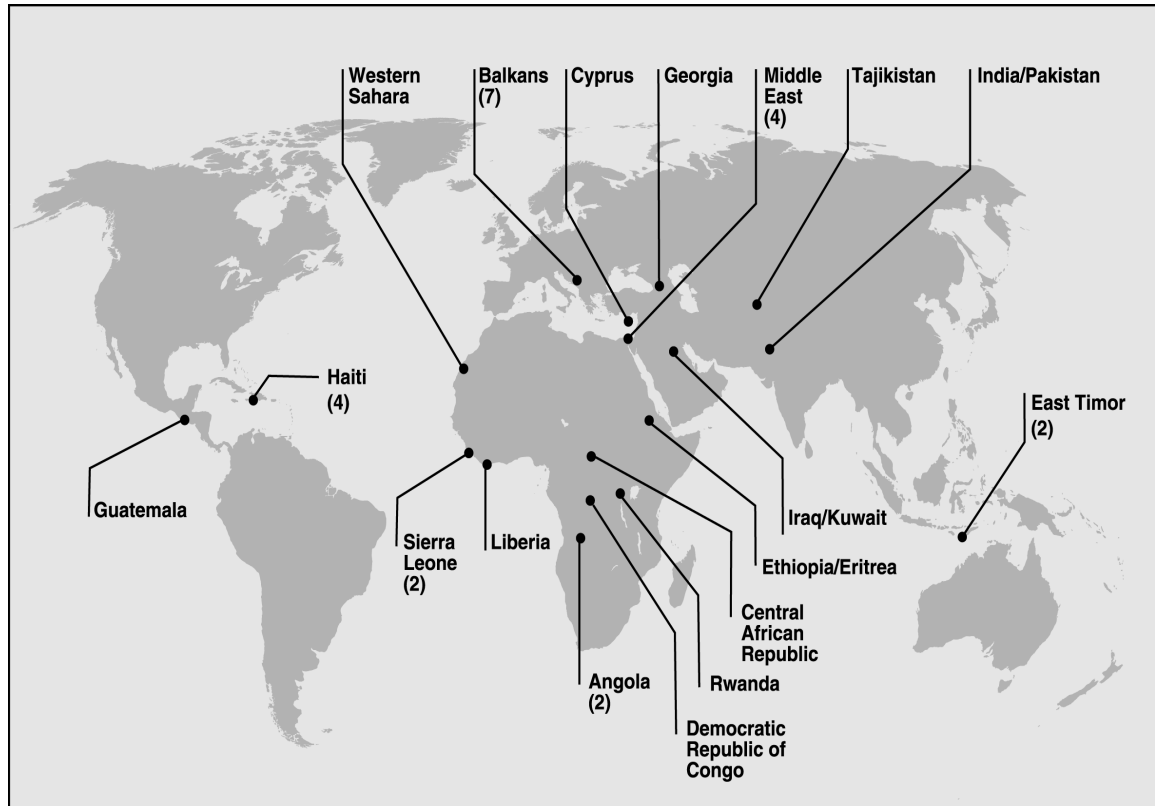 Western
Sahara
Balkans
(7)
Cyprus
Georgia
Middle
East
(4)
Tajikistan
India/Pakistan
Haiti
(4)
East Timor
(2)
Guatemala
Sierra
Leone
(2)
Liberia
Iraq/Kuwait
Ethiopia/Eritrea
Central
African
Republic
Angola
(2)
Rwanda
Democratic
Republic of
Congo